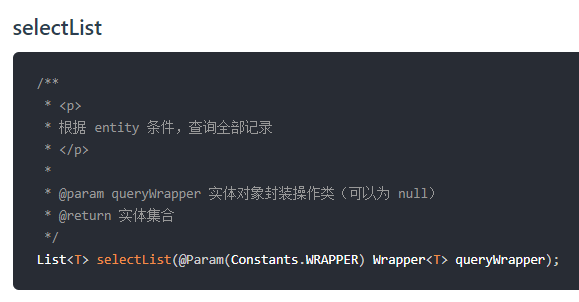 selectList
/**
* <p>
* 根据 entity 条件，查询全部记录
* </p>
*
* @param queryWrapper 实体对象封装操作类（可以为 null）
* @return 实体集合
*/
List<T> selectList(@Param(Constants.WRAPPER) Wrapper<T> queryWrapper);